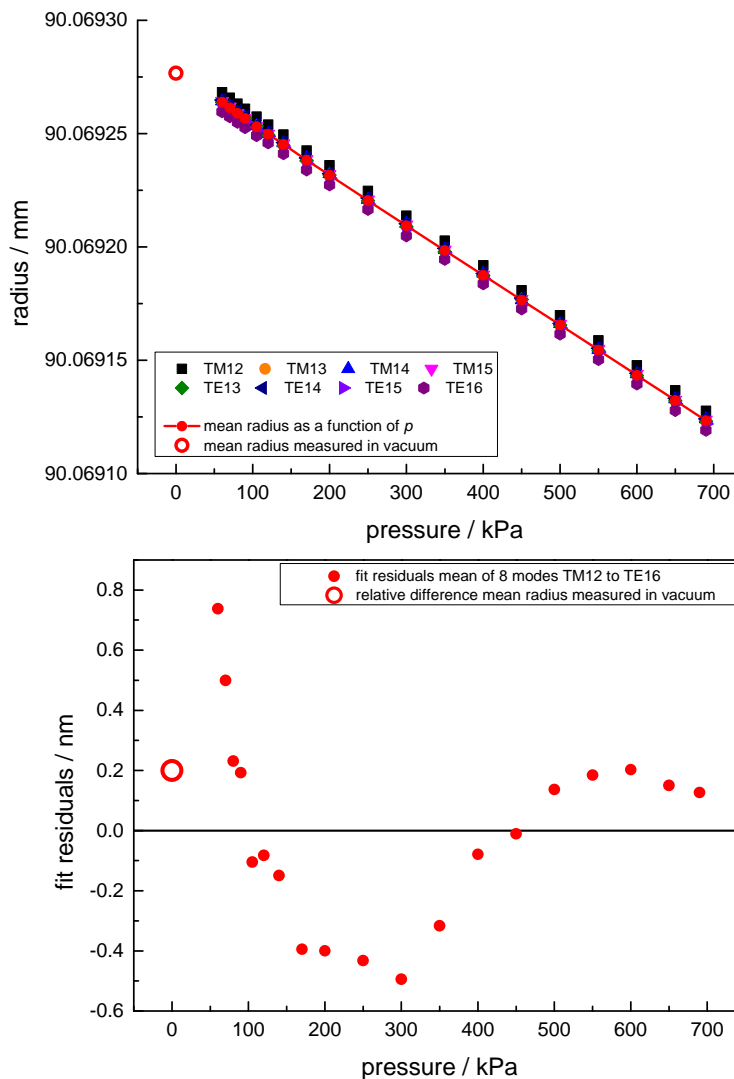 90.06930
90.06925
90.06920
90.06915
90.06910
radius / mm
TM12 TM13 TM14 TM15
TE13 TE14 TE15 TE16
mean radius as a function of p
mean radius measured in vacuum
0 100 200 300 400 500 600 700
pressure / kPa
fit residuals mean of 8 modes TM12 to TE16
relative difference mean radius measured in vacuum
0.8
0.6
0.4
0.2
0.0
-0.2
-0.4
-0.6
fit residuals / nm
0 100 200 300 400 500 600 700
pressure / kPa